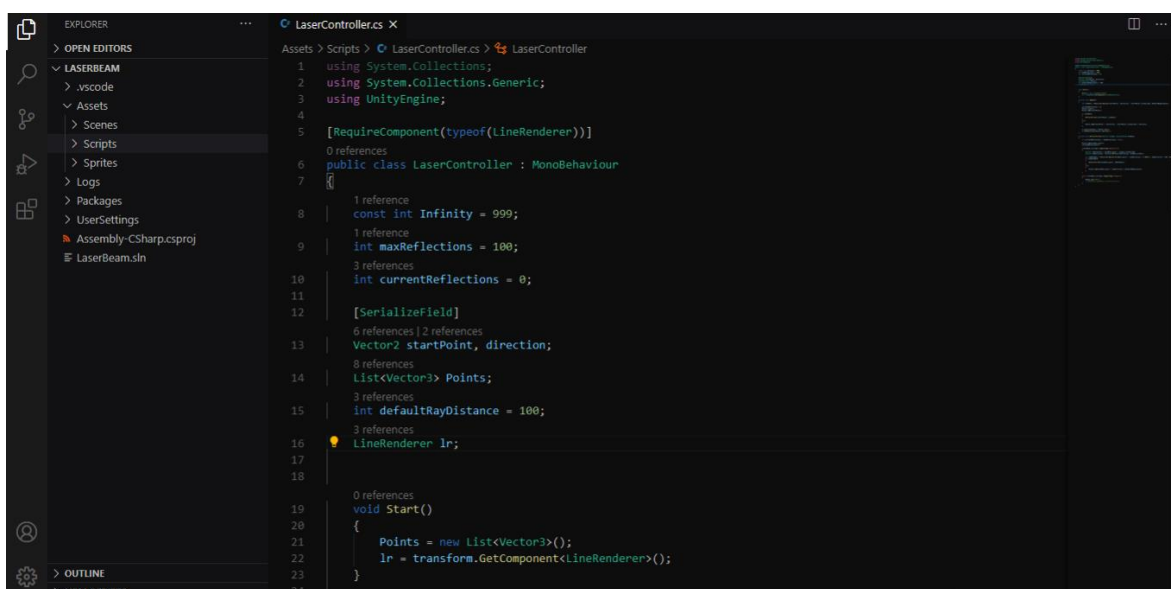 EXPLORER
···
OPEN EDITORS
LASERBEAM
.vscode
Assets
Scenes
Scripts
Sprites
Logs
Packages
UserSettings
Assembly-CSharp.csproj
LaserBeam.sln
OUTLINE
LaserController.cs
Assets > Scripts > LaserController.cs > LaserController
1 using System.Collections;
2 using System.Collections.Generic;
3 using UnityEngine;
4
5 [RequireComponent(typeof(LineRenderer))]
0 references
6 public class LaserController : MonoBehaviour
7 {
1 reference
8 const int Infinity = 999;
1 reference
9 int maxReflections = 100;
3 references
10 int currentReflections = 0;
11
12 [SerializeField]
6 references | 2 references
13 Vector2 startPoint, direction;
8 references
14 List<Vector3> Points;
3 references
15 int defaultRayDistance = 100;
3 references
16 LineRenderer lr;
17
18
0 references
19 void Start()
20 {
21 Points = new List<Vector3>();
22 lr = transform.GetComponent<LineRenderer>();
23 }